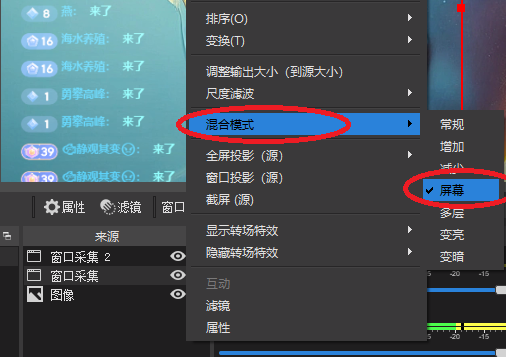 8 燕: 来了
16 海水养殖: 来了
16 海水养殖: 来了
1 勇攀高峰: 来了
1 勇攀高峰: 来了
39 静观其变: 来了
39 静观其变: 来了
属性 滤镜 窗口
来源
窗口采集 2
窗口采集
图像
排序(O)
变换(T)
调整输出大小（到源大小）
尺度滤波
混合模式
全屏投影（源）
窗口投影（源）
截屏 (源)
显示转场特效
隐藏转场特效
互动
滤镜
属性
常规
增加
减少
屏幕
多层
变亮
变暗
-20 -15
-20 -15